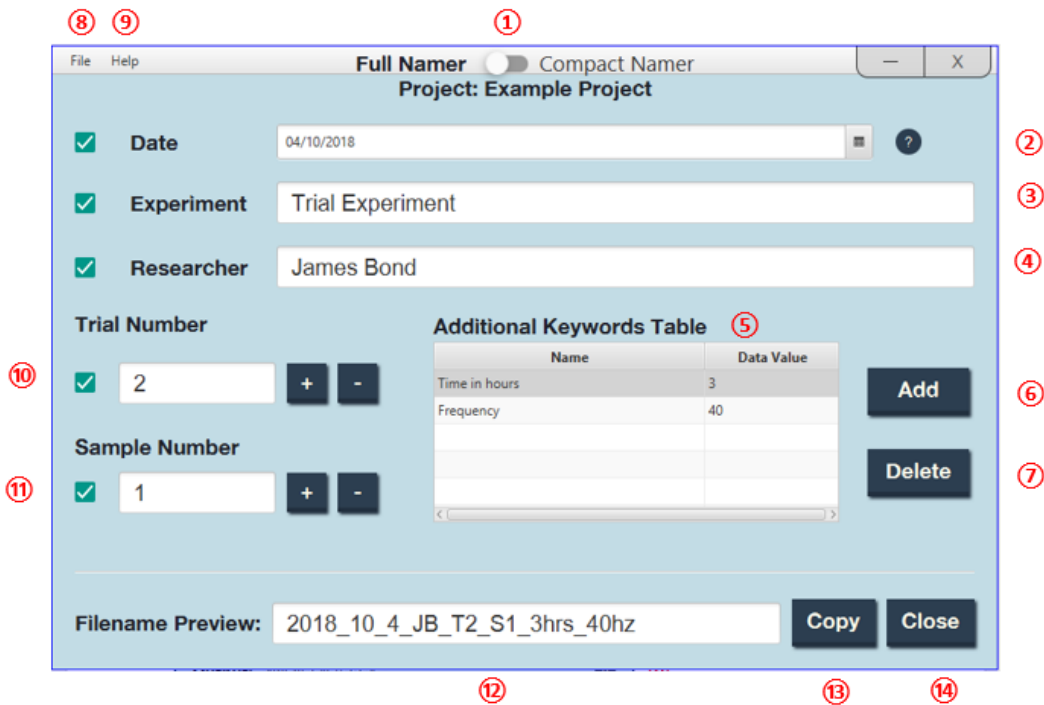 ⑧ ⑨ ①
File Help Full Namer Compact Namer — X
Project: Example Project
Date 04/10/2018 ? ②
Experiment Trial Experiment ③
Researcher James Bond ④
Trial Number
Additional Keywords Table ⑤
Name Data Value
⑩ 2 + -
Time in hours 3
Frequency 40
Add ⑥
Sample Number
⑪ 1 + -
Delete ⑦
Filename Preview: 2018_10_4_JB_T2_S1_3hrs_40hz Copy Close
⑫ ⑬ ⑭